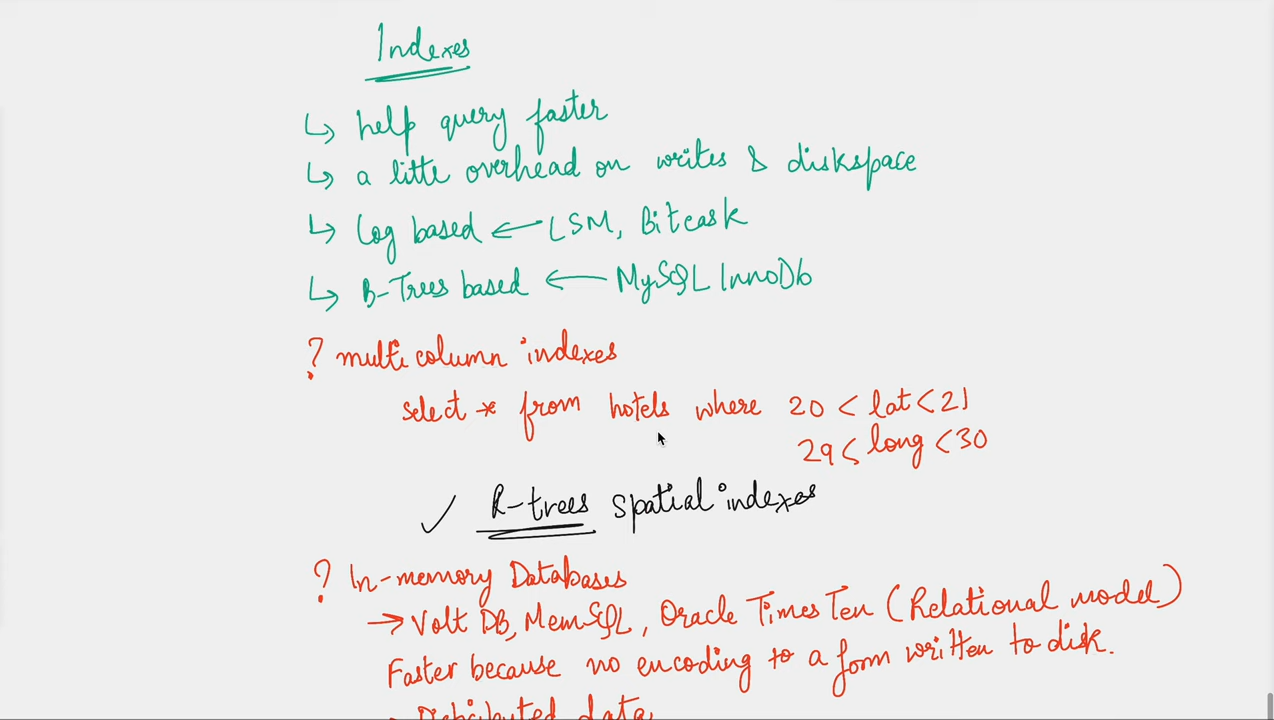 Indexes
↳ help query faster
↳ a little overhead on writes & diskspace
↳ Log based ← LSM, Bitcask
↳ B-Trees based ← MySQL InnoDb
? multi column indexes
select * from hotels where 20 < lat < 21
29 < long < 30
✓ R-trees spatial indexes
? In-memory Databases
→ Volt DB, MemSQL, Oracle Times Ten (Relational model)
Faster because no encoding to a form written to disk.
Distributed data